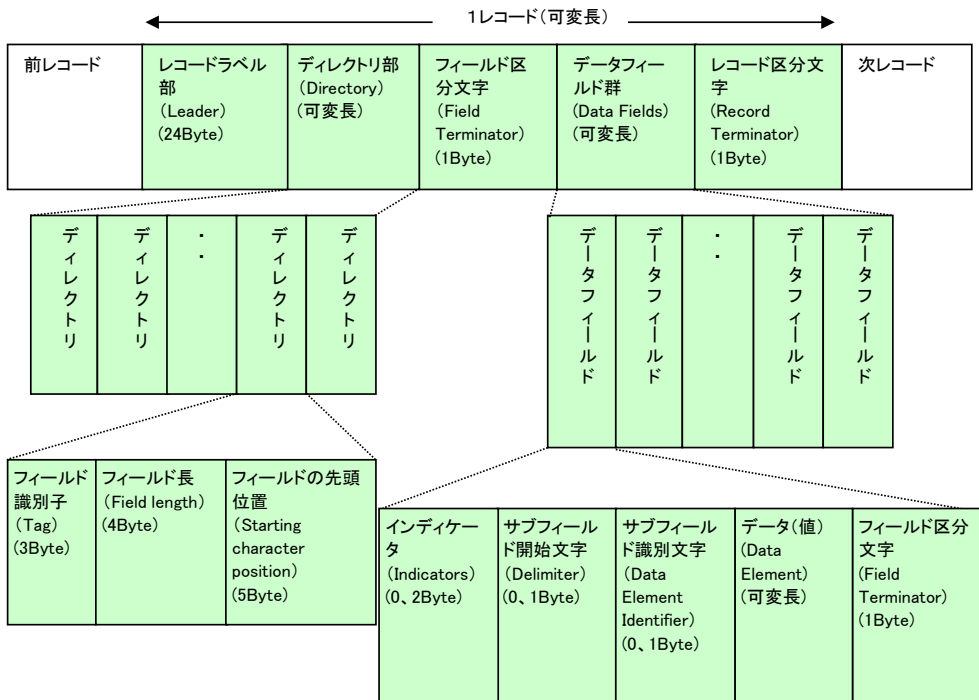 1レコード（可変長）
前レコード
レコードラベル
部
（Leader）
(24Byte)
ディレクトリ部
（Directory）
(可変長)
フィールド区
分文字
（Field
Terminator）
(1Byte)
データフィー
ルド群
(Data Fields)
(可変長)
レコード区分文
字
（Record
Terminator）
(1Byte)
次レコード
ディレクトリ
ディレクトリ
・・
ディレクトリ
ディレクトリ
データフィールド
データフィールド
・・
データフィールド
データフィールド
フィールド
識別子
（Tag）
(3Byte)
フィールド長
（Field length）
(4Byte)
フィールドの先頭
位置
（Starting
character
position）
(5Byte)
インディケー
タ
（Indicators）
(0、2Byte)
サブフィール
ド開始文字
（Delimiter）
(0、1Byte)
サブフィール
ド識別文字
（Data
Element
Identifier）
(0、1Byte)
データ（値）
（Data
Element）
(可変長)
フィールド区分
文字
（Field
Terminator）
(1Byte)